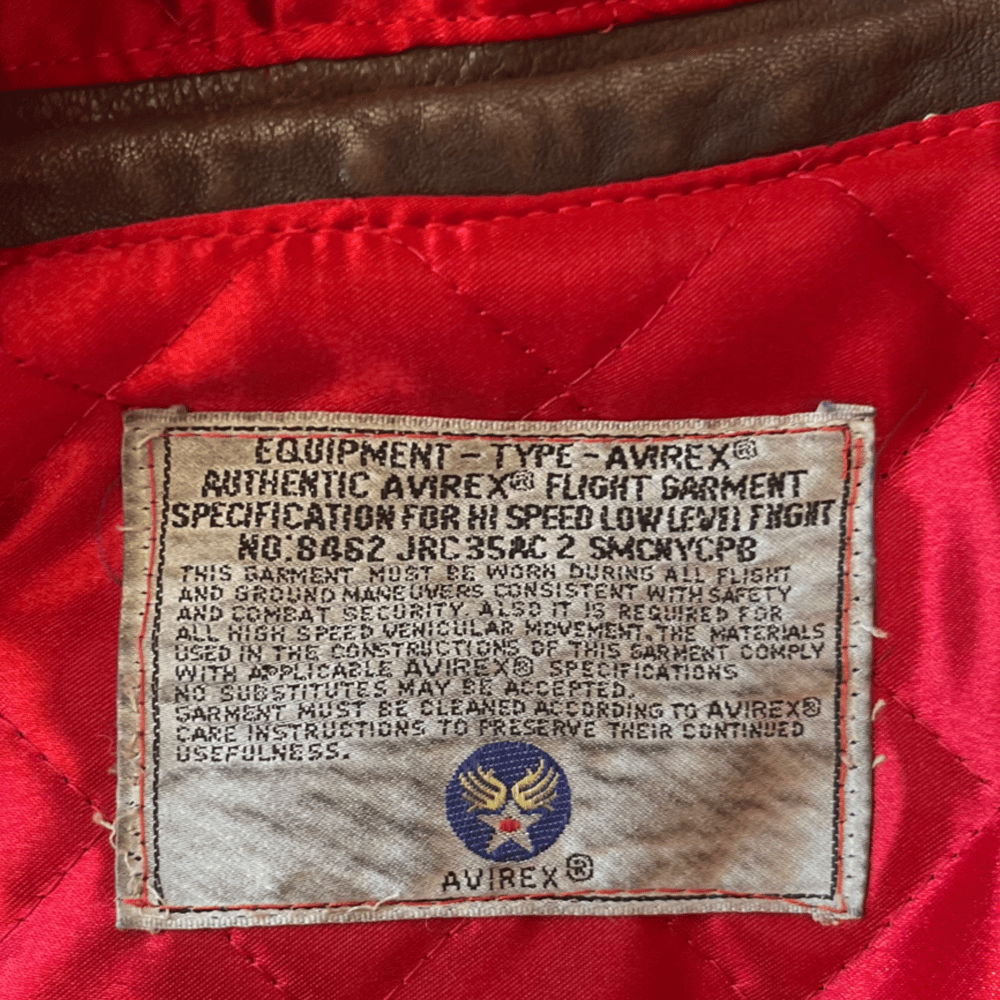 EQUIPMENT - TYPE - AVIREX®
AUTHENTIC AVIREX® FLIGHT GARMENT
SPECIFICATION FOR HI SPEED LOW LEVEL FLIGHT
NO. 8462 JRC35AC 2 SMCNYCPB
THIS GARMENT MUST BE WORN DURING ALL FLIGHT
AND GROUND MANEUVERS CONSISTENT WITH SAFETY
AND COMBAT SECURITY. ALSO IT IS REQUIRED FOR
ALL HIGH SPEED VEHICULAR MOVEMENT. THE MATERIALS
USED IN THE CONSTRUCTIONS OF THIS GARMENT COMPLY
WITH APPLICABLE AVIREX® SPECIFICATIONS
NO SUBSTITUTES MAY BE ACCEPTED.
GARMENT MUST BE CLEANED ACCORDING TO AVIREX®
CARE INSTRUCTIONS TO PRESERVE THEIR CONTINUED
USEFULNESS.
AVIREX®